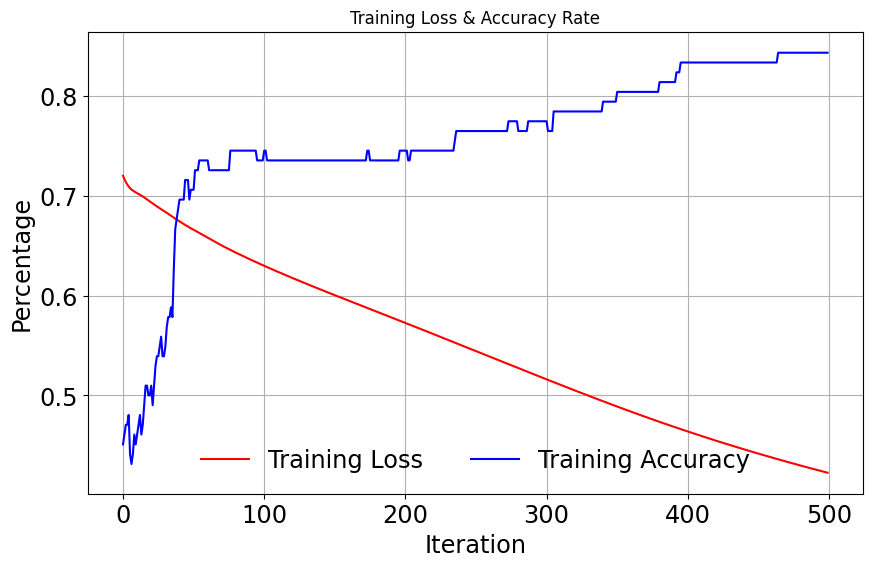 Training Loss & Accuracy Rate
Percentage
0.8
0.7
0.6
0.5
Training Loss
Training Accuracy
0 100 200 300 400 500
Iteration